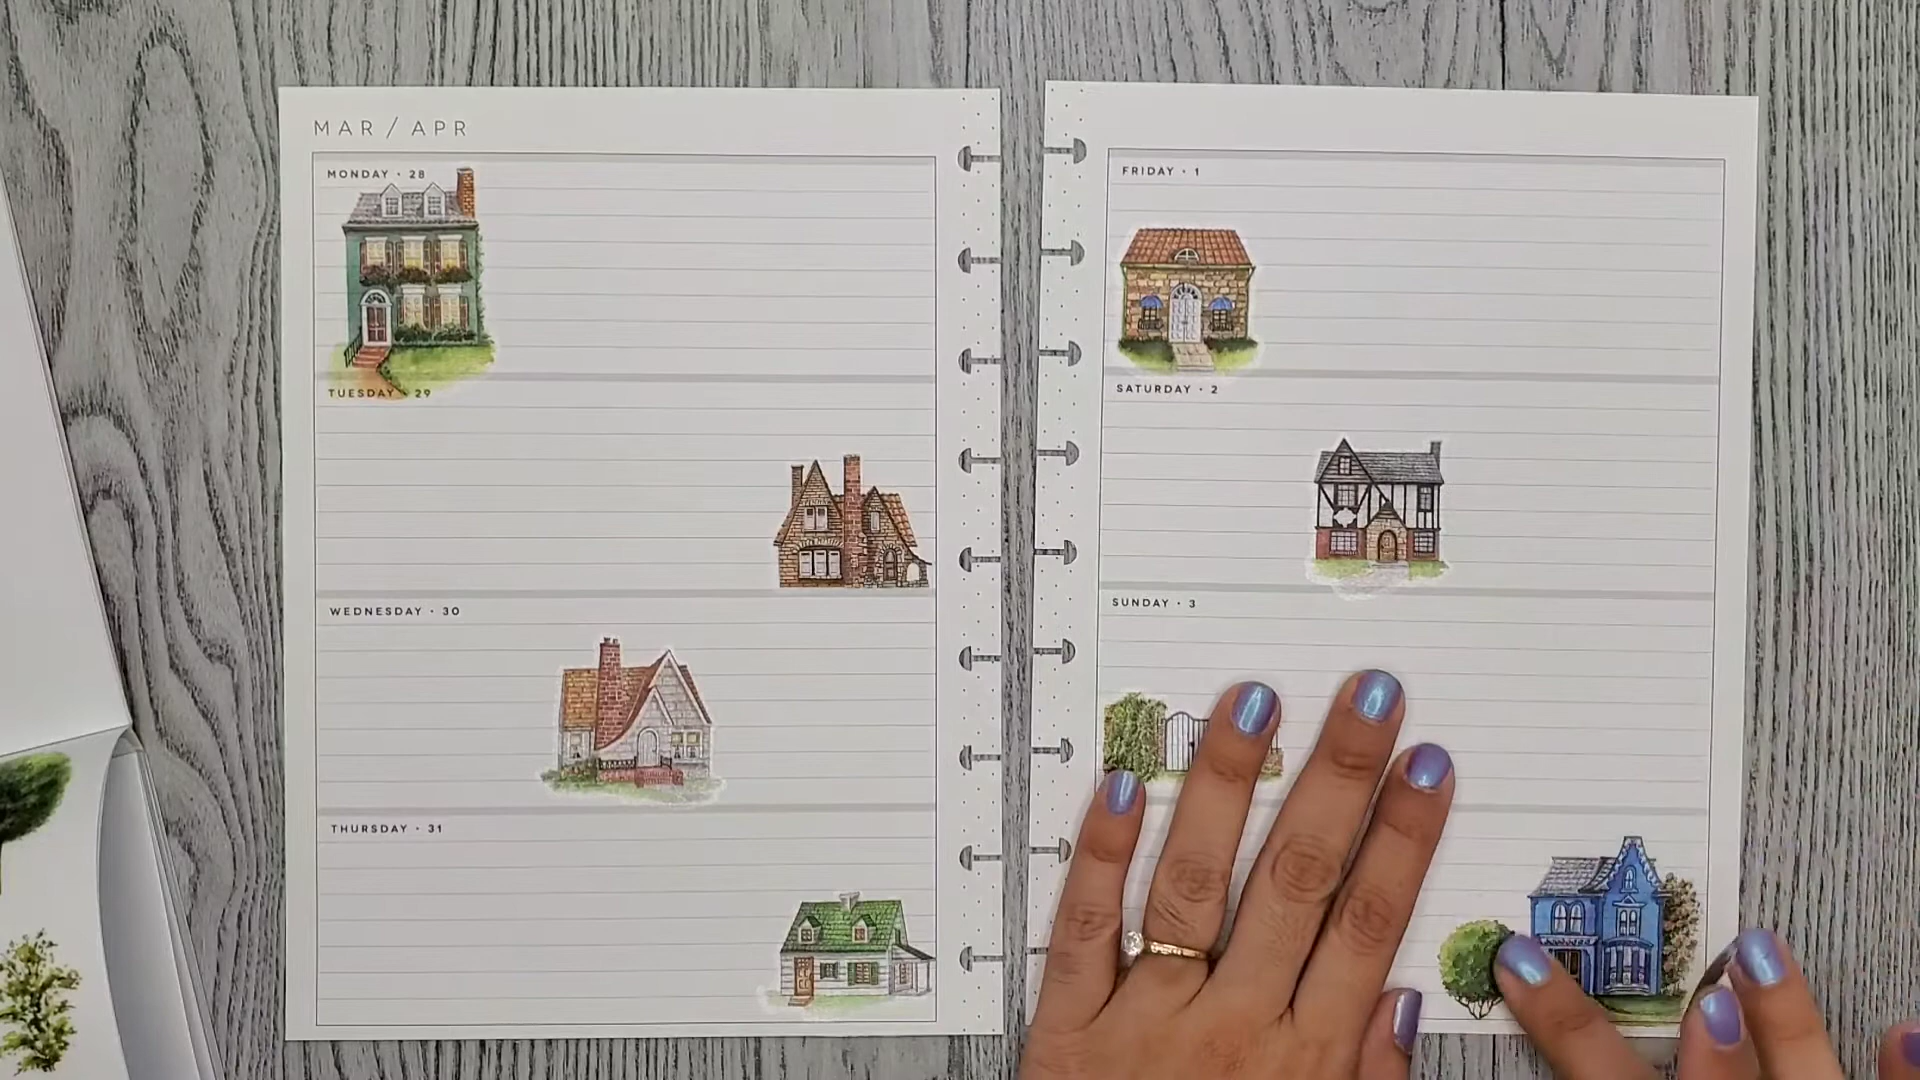 MAR / APR
MONDAY · 28
TUESDAY · 29
WEDNESDAY · 30
THURSDAY · 31
FRIDAY · 1
SATURDAY · 2
SUNDAY · 3